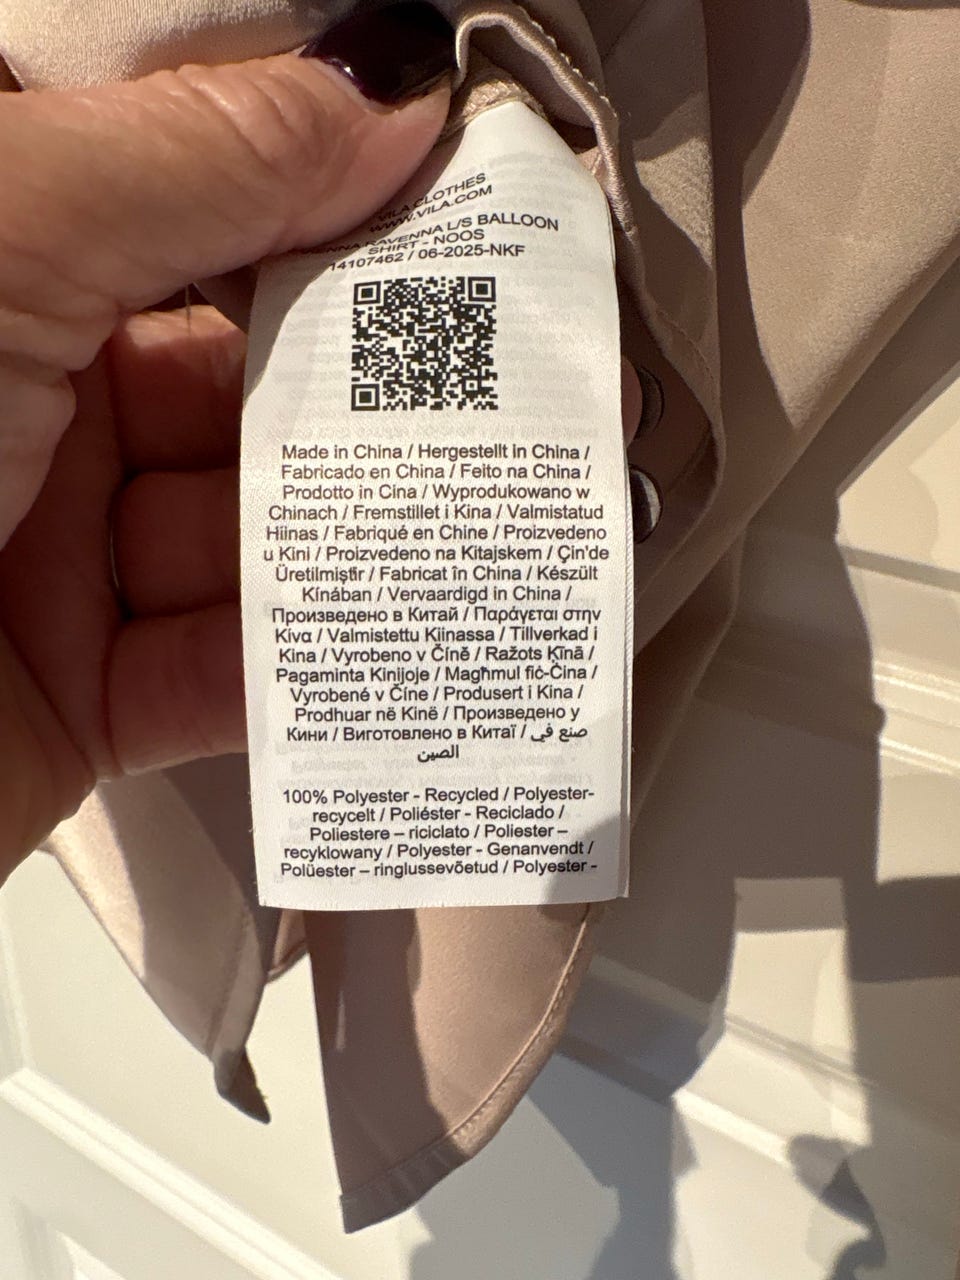 VILA CLOTHES
WWW.VILA.COM
RAVENNA L/S BALLOON
SHIRT - NOOS
14107462 / 06-2025-NKF
Made in China / Hergestellt in China /
Fabricado en China / Feito na China /
Prodotto in Cina / Wyprodukowano w
Chinach / Fremstillet i Kina / Valmistatud
Hiinas / Fabriqué en Chine / Proizvedeno
u Kini / Proizvedeno na Kitajskem / Çin'de
Üretilmiştir / Fabricat în China / Készült
Kínában / Vervaardigd in China /
Произведено в Китай / Παράγεται στην
Κίνα / Valmistettu Kiinassa / Tillverkad i
Kina / Vyrobeno v Číně / Ražots Ķīnā /
Pagaminta Kinijoje / Magħmul fiċ-Ċina /
Vyrobené v Číne / Produsert i Kina /
Prodhuar në Kinë / Произведено у
Кини / Виготовлено в Китаї / صنع في
الصين
100% Polyester - Recycled / Polyester-
recycelt / Poliéster - Reciclado /
Poliestere – riciclato / Poliester –
recyklowany / Polyester - Genanvendt /
Polüester – ringlussevõetud / Polyester -